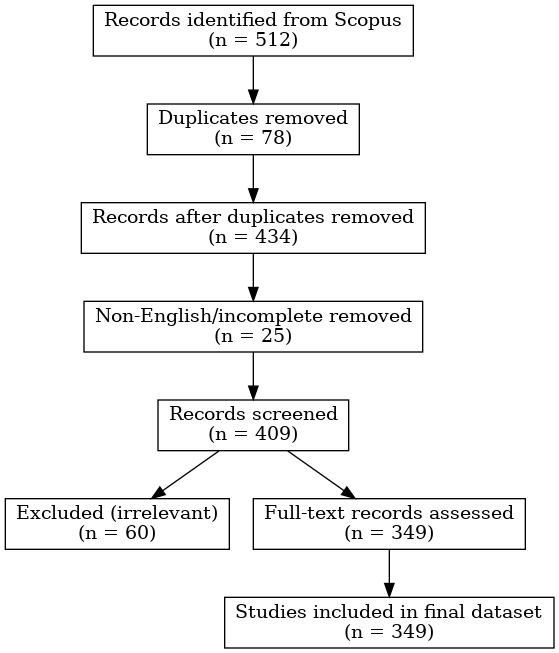 Records identified from Scopus
(n = 512)
Duplicates removed
(n = 78)
Records after duplicates removed
(n = 434)
Non-English/incomplete removed
(n = 25)
Records screened
(n = 409)
Excluded (irrelevant)
(n = 60)
Full-text records assessed
(n = 349)
Studies included in final dataset
(n = 349)